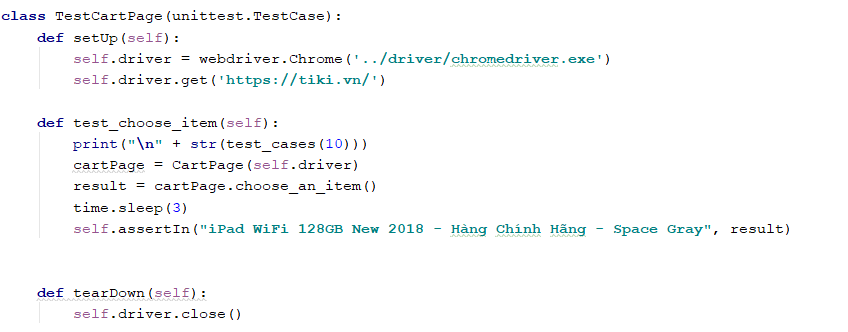 class TestCartPage(unittest.TestCase):
    def setUp(self):
        self.driver = webdriver.Chrome('../driver/chromedriver.exe')
        self.driver.get('https://tiki.vn/')

    def test_choose_item(self):
        print("\n" + str(test_cases(10)))
        cartPage = CartPage(self.driver)
        result = cartPage.choose_an_item()
        time.sleep(3)
        self.assertIn("iPad WiFi 128GB New 2018 - Hàng Chính Hãng - Space Gray", result)

    def tearDown(self):
        self.driver.close()